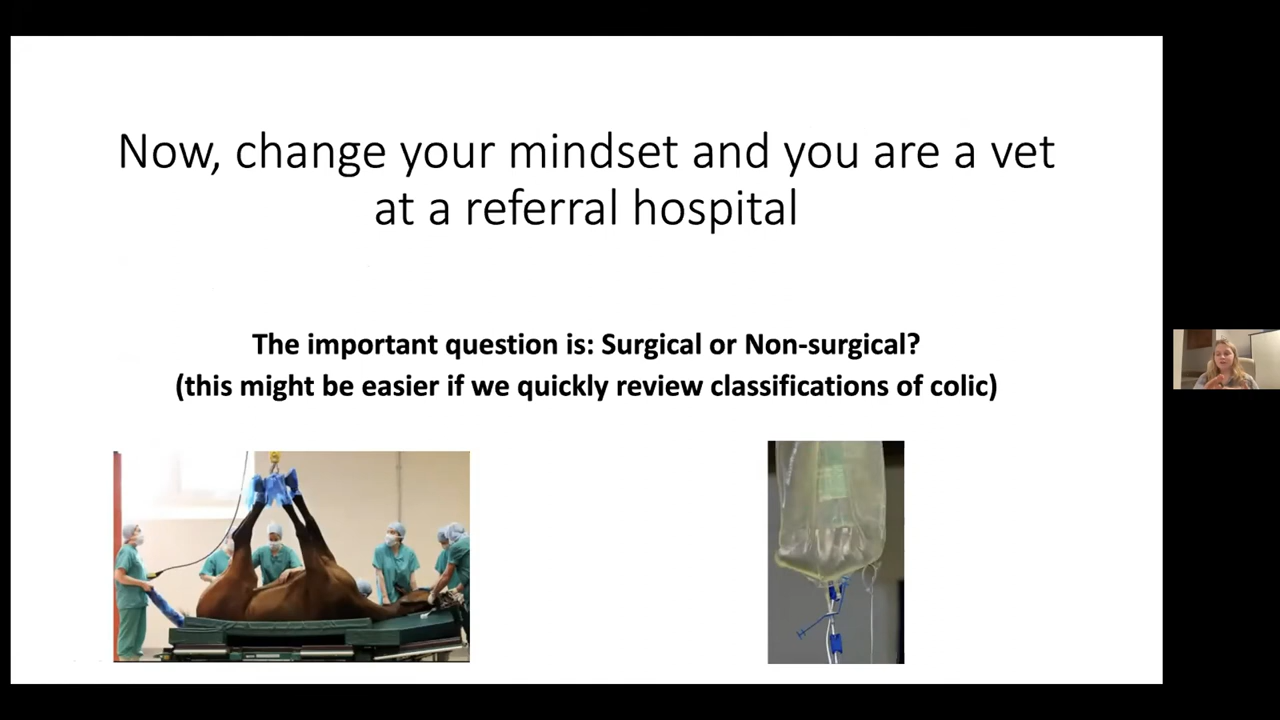 Now, change your mindset and you are a vet
at a referral hospital
The important question is: Surgical or Non-surgical?
(this might be easier if we quickly review classifications of colic)